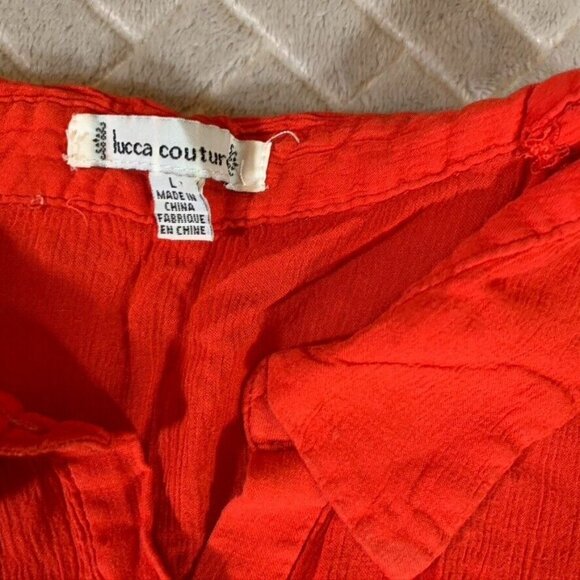 lucca couture
L
MADE IN
CHINA
FABRIQUE
EN CHINE